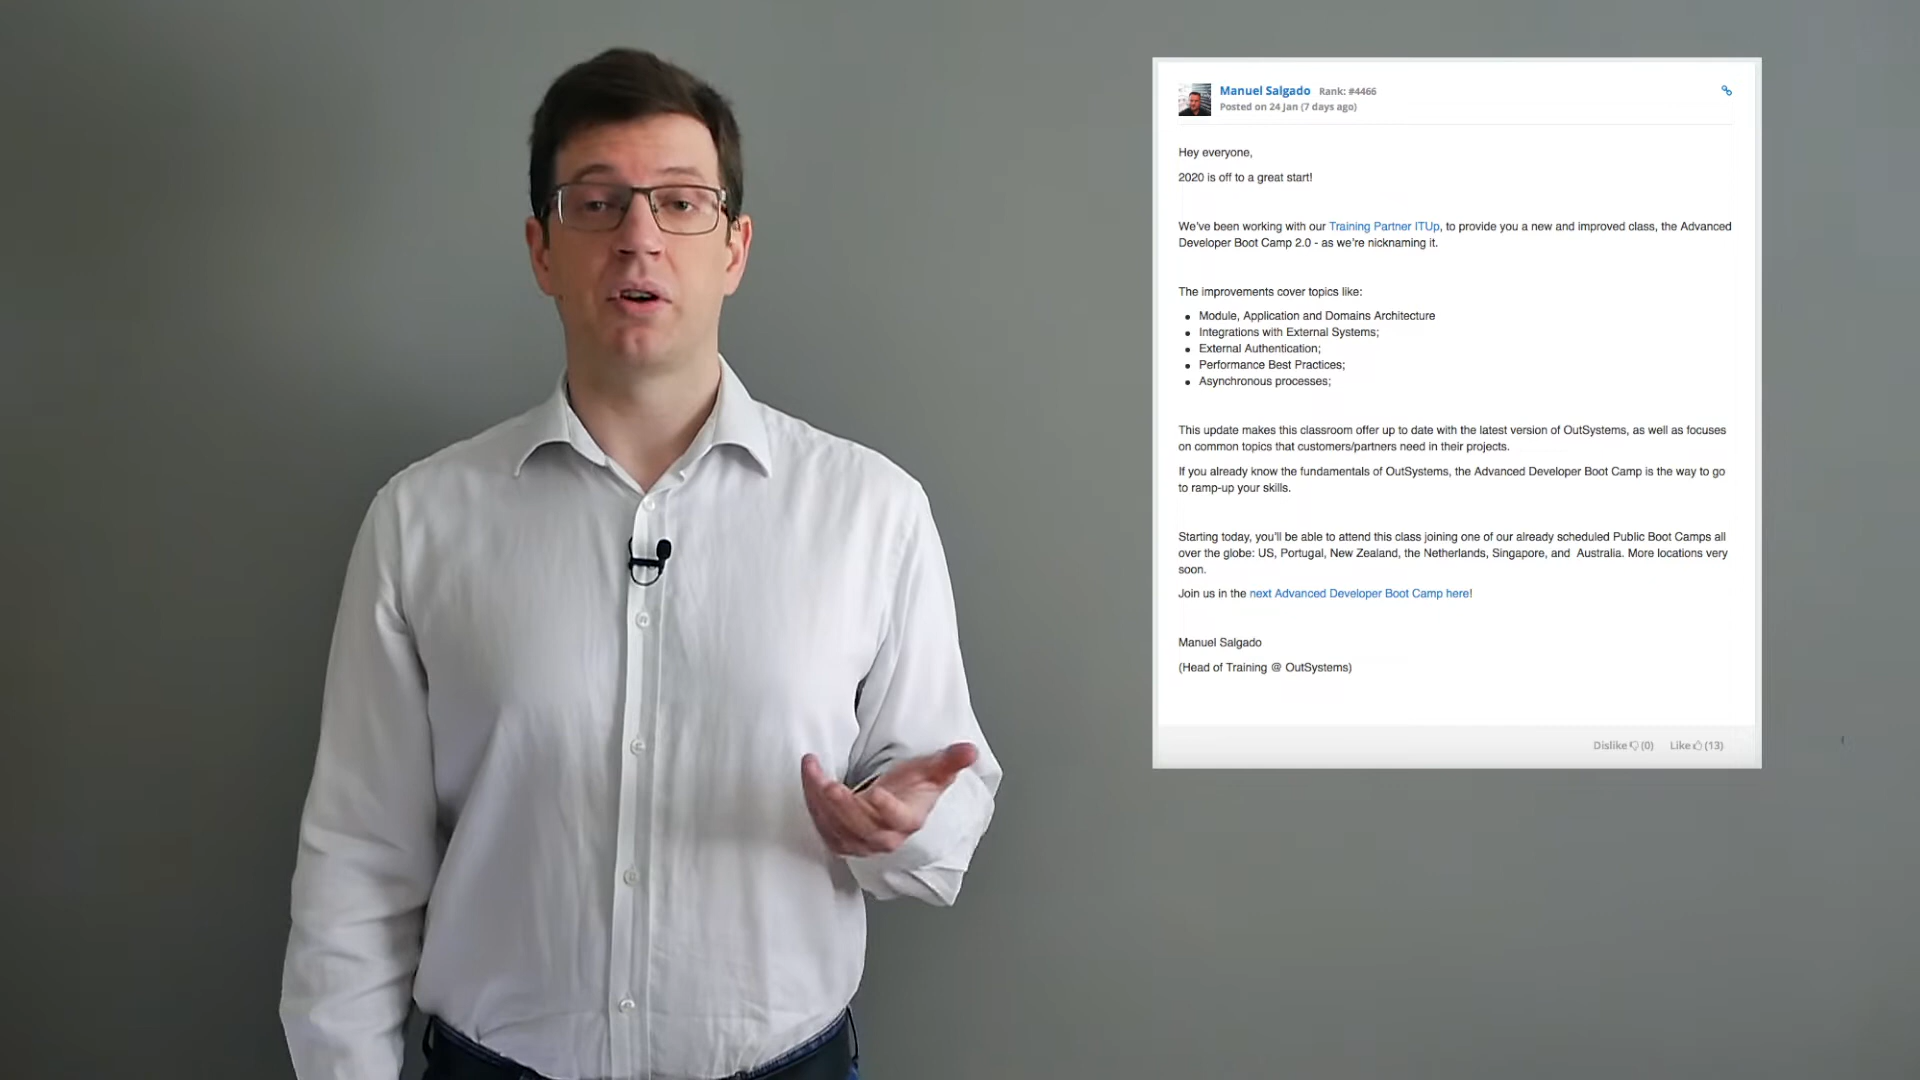 Manuel Salgado Rank: #4466
Posted on 24 Jan (7 days ago)
Hey everyone,
2020 is off to a great start!
We've been working with our Training Partner ITUp, to provide you a new and improved class, the Advanced
Developer Boot Camp 2.0 - as we're nicknaming it.
The improvements cover topics like:
Module, Application and Domains Architecture
Integrations with External Systems;
External Authentication;
Performance Best Practices;
Asynchronous processes;
This update makes this classroom offer up to date with the latest version of OutSystems, as well as focuses
on common topics that customers/partners need in their projects.
If you already know the fundamentals of OutSystems, the Advanced Developer Boot Camp is the way to go
to ramp-up your skills.
Starting today, you'll be able to attend this class joining one of our already scheduled Public Boot Camps all
over the globe: US, Portugal, New Zealand, the Netherlands, Singapore, and Australia. More locations very
soon.
Join us in the next Advanced Developer Boot Camp here!
Manuel Salgado
(Head of Training @ OutSystems)
Dislike (0) Like (13)